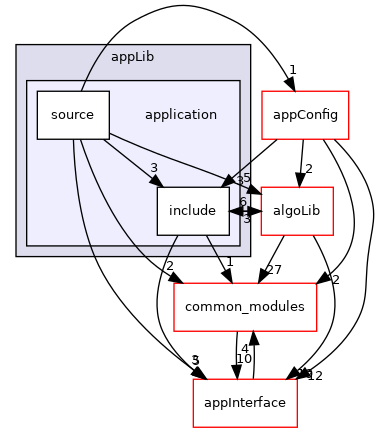 appLib
1
source
application
appConfig
3
5
2
include
6
3
algoLib
2
1
27
2
common_modules
4
10
12
appInterface